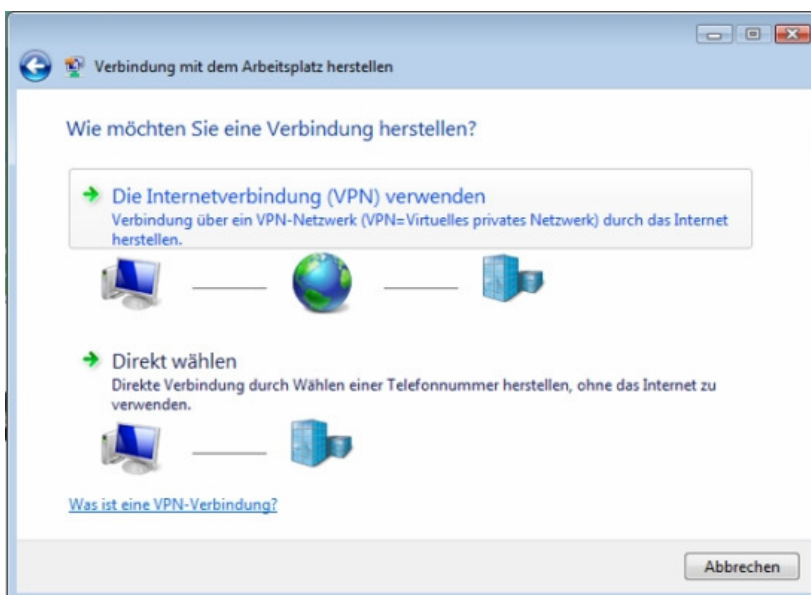 Verbindung mit dem Arbeitsplatz herstellen
Wie möchten Sie eine Verbindung herstellen?
Die Internetverbindung (VPN) verwenden
Verbindung über ein VPN-Netzwerk (VPN=Virtuelles privates Netzwerk) durch das Internet
herstellen.
Direkt wählen
Direkte Verbindung durch Wählen einer Telefonnummer herstellen, ohne das Internet zu
verwenden.
Was ist eine VPN-Verbindung?
Abbrechen